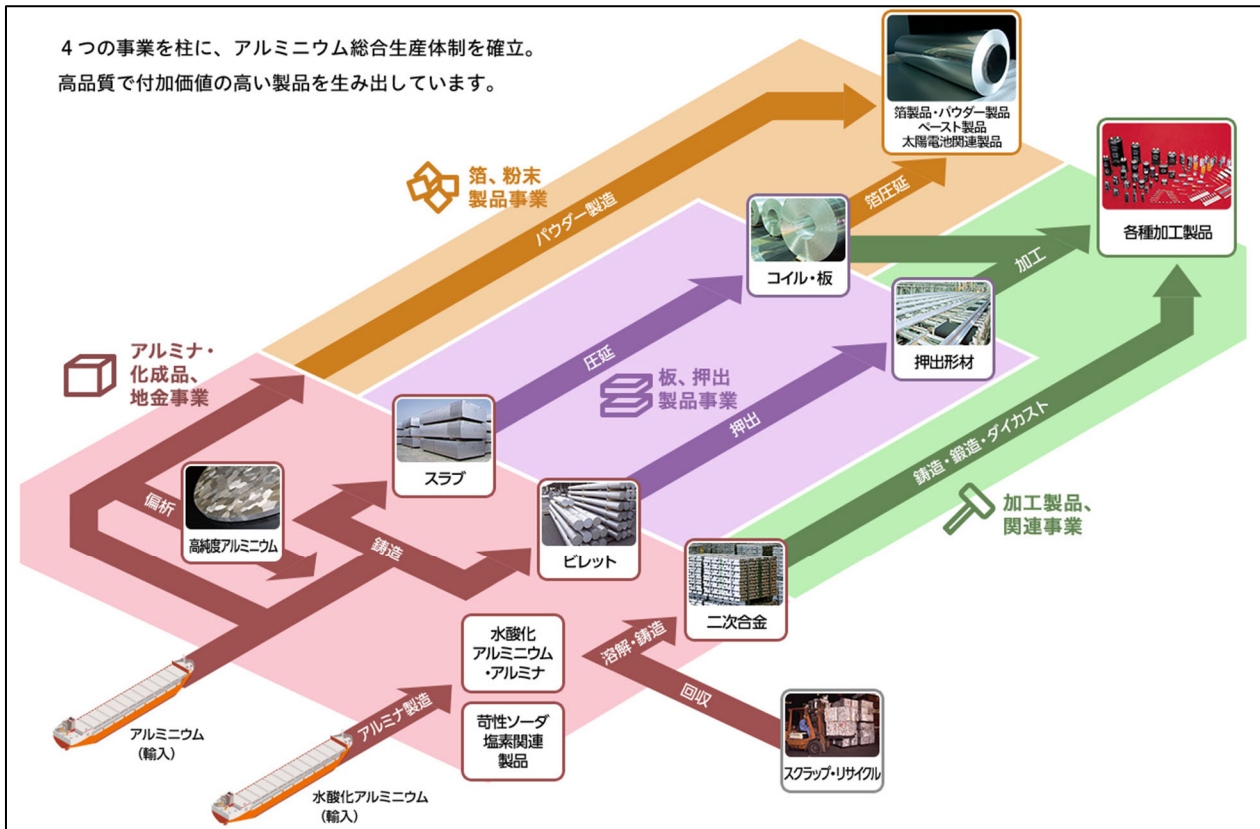 ４つの事業を柱に、アルミニウム総合生産体制を確立。
高品質で付加価値の高い製品を生み出しています。
箔製品・パウダー製品
ペースト製品
太陽電池関連製品
各種加工製品
箔、粉末
製品事業
パウダー製造
箔圧延
コイル・板
加工
押出形材
圧延
板、押出
製品事業
押出
アルミナ・
化成品、
地金事業
スラブ
偏析
高純度アルミニウム
鋳造
ビレット
鋳造・鍛造・ダイカスト
加工製品、
関連事業
二次合金
溶解・鋳造
回収
スクラップ・リサイクル
水酸化
アルミニウム
・アルミナ
アルミナ製造
苛性ソーダ
塩素関連
製品
アルミニウム
（輸入）
水酸化アルミニウム
（輸入）